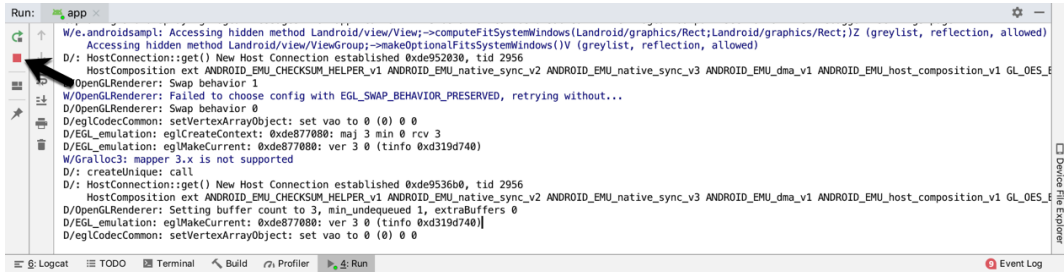 Run: app
W/e.androidsampl: Accessing hidden method Landroid/view/View;->computeFitSystemWindows(Landroid/graphics/Rect;Landroid/graphics/Rect;)Z (greylist, reflection, allowed)
Accessing hidden method Landroid/view/ViewGroup;->makeOptionalFitsSystemWindows()V (greylist, reflection, allowed)
D/: HostConnection::get() New Host Connection established 0xde952030, tid 2956
HostComposition ext ANDROID_EMU_CHECKSUM_HELPER_v1 ANDROID_EMU_native_sync_v2 ANDROID_EMU_native_sync_v3 ANDROID_EMU_dma_v1 ANDROID_EMU_host_composition_v1 GL_OES_E
D/OpenGLRenderer: Swap behavior 1
W/OpenGLRenderer: Failed to choose config with EGL_SWAP_BEHAVIOR_PRESERVED, retrying without...
D/OpenGLRenderer: Swap behavior 0
D/eglCodecCommon: setVertexArrayObject: set vao to 0 (0) 0 0
D/EGL_emulation: eglCreateContext: 0xde877080: maj 3 min 0 rcv 3
D/EGL_emulation: eglMakeCurrent: 0xde877080: ver 3 0 (tinfo 0xd319d740)
W/Gralloc3: mapper 3.x is not supported
D/: createUnique: call
D/: HostConnection::get() New Host Connection established 0xde9536b0, tid 2956
HostComposition ext ANDROID_EMU_CHECKSUM_HELPER_v1 ANDROID_EMU_native_sync_v2 ANDROID_EMU_native_sync_v3 ANDROID_EMU_dma_v1 ANDROID_EMU_host_composition_v1 GL_OES_E
D/OpenGLRenderer: Setting buffer count to 3, min_undequeued 1, extraBuffers 0
D/EGL_emulation: eglMakeCurrent: 0xde877080: ver 3 0 (tinfo 0xd319d740)
D/eglCodecCommon: setVertexArrayObject: set vao to 0 (0) 0 0
Device File Explorer
6: Logcat TODO Terminal Build Profiler 4: Run 9 Event Log